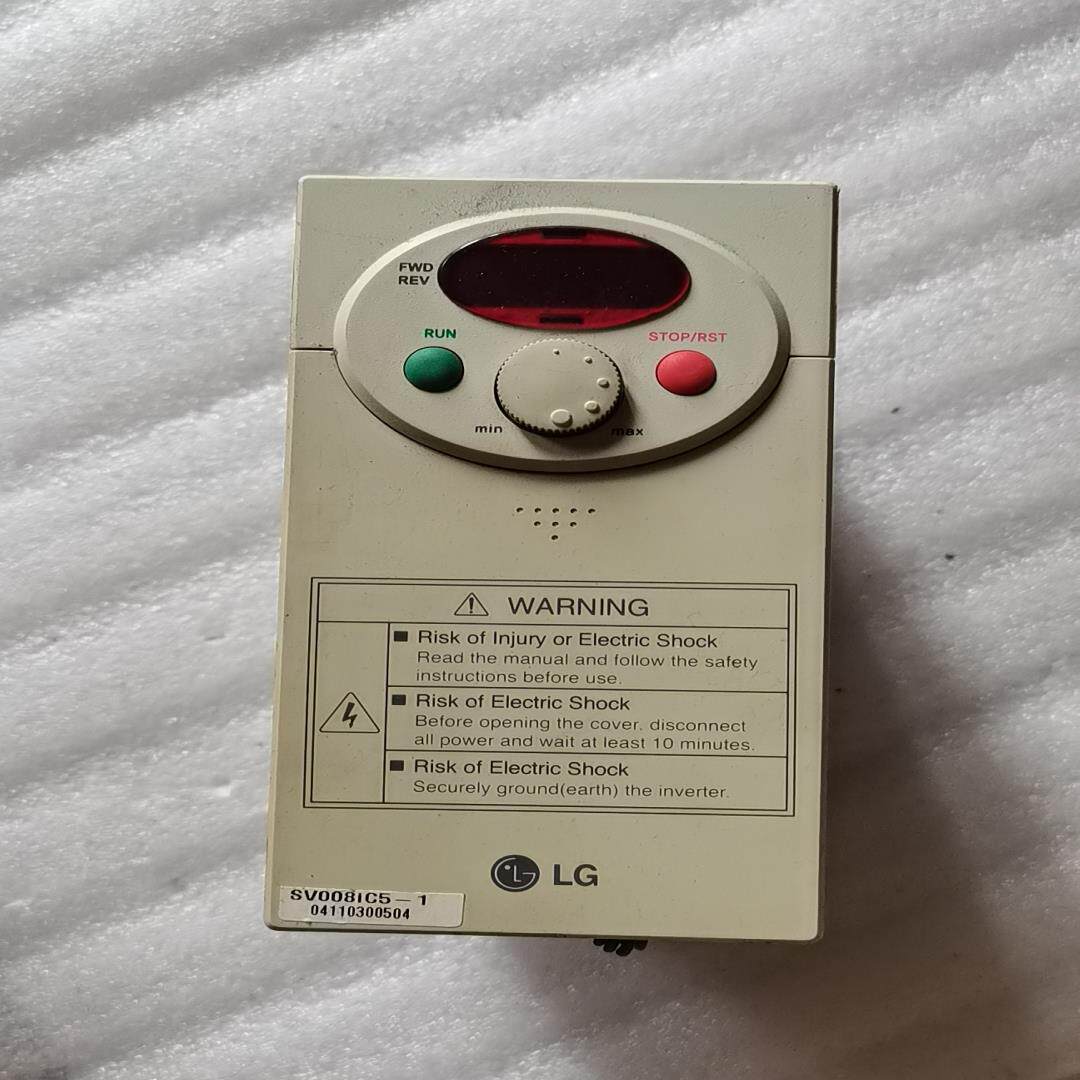 FWD
REV
RUN
STOP/RST
min
max
WARNING
■ Risk of Injury or Electric Shock
Read the manual and follow the safety
instructions before use.
■ Risk of Electric Shock
Before opening the cover, disconnect
all power and wait at least 10 minutes.
■ Risk of Electric Shock
Securely ground(earth) the inverter.
LG
SV008IC5-1
04110300504